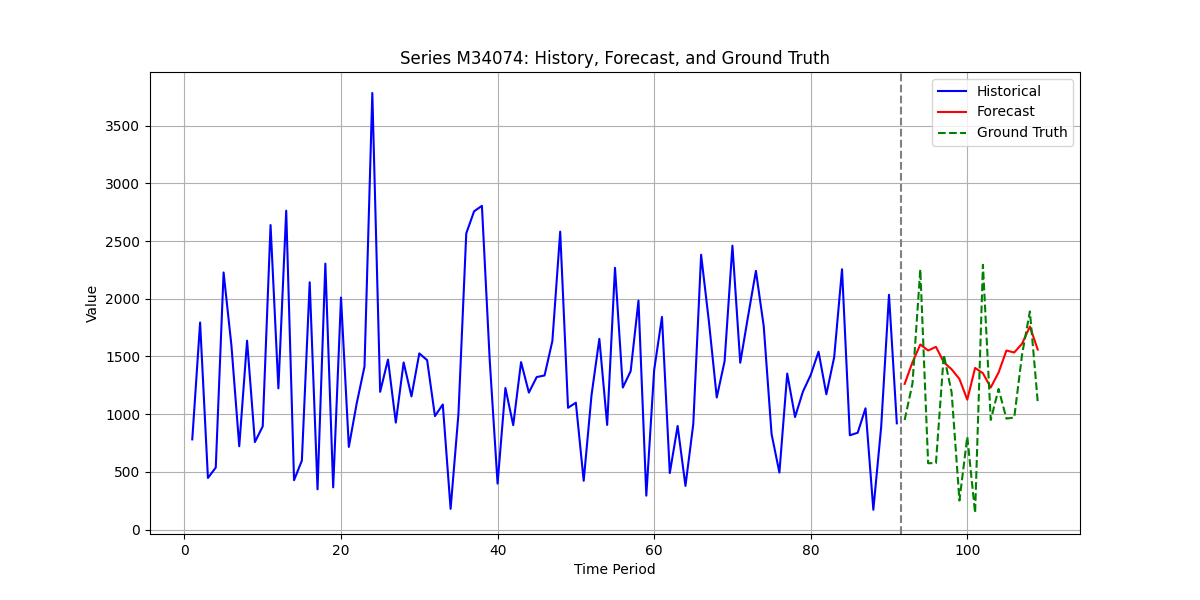 Series M34074: History, Forecast, and Ground Truth
Historical
Forecast
Ground Truth
Value
3500
3000
2500
2000
1500
1000
500
0
0 20 40 60 80 100
Time Period